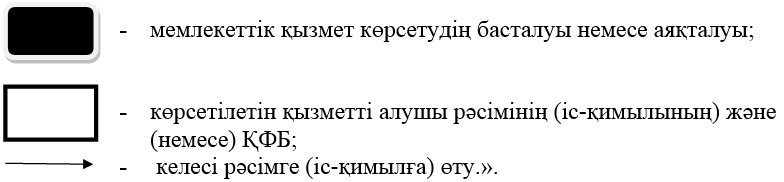 - мемлекеттік қызмет көрсетудің басталуы немесе аяқталуы;
- көрсетілетін қызметті алушы рәсімінің (іс-қимылының) және
(немесе) ҚФБ;
- келесі рәсімге (іс-қимылға) өту.».